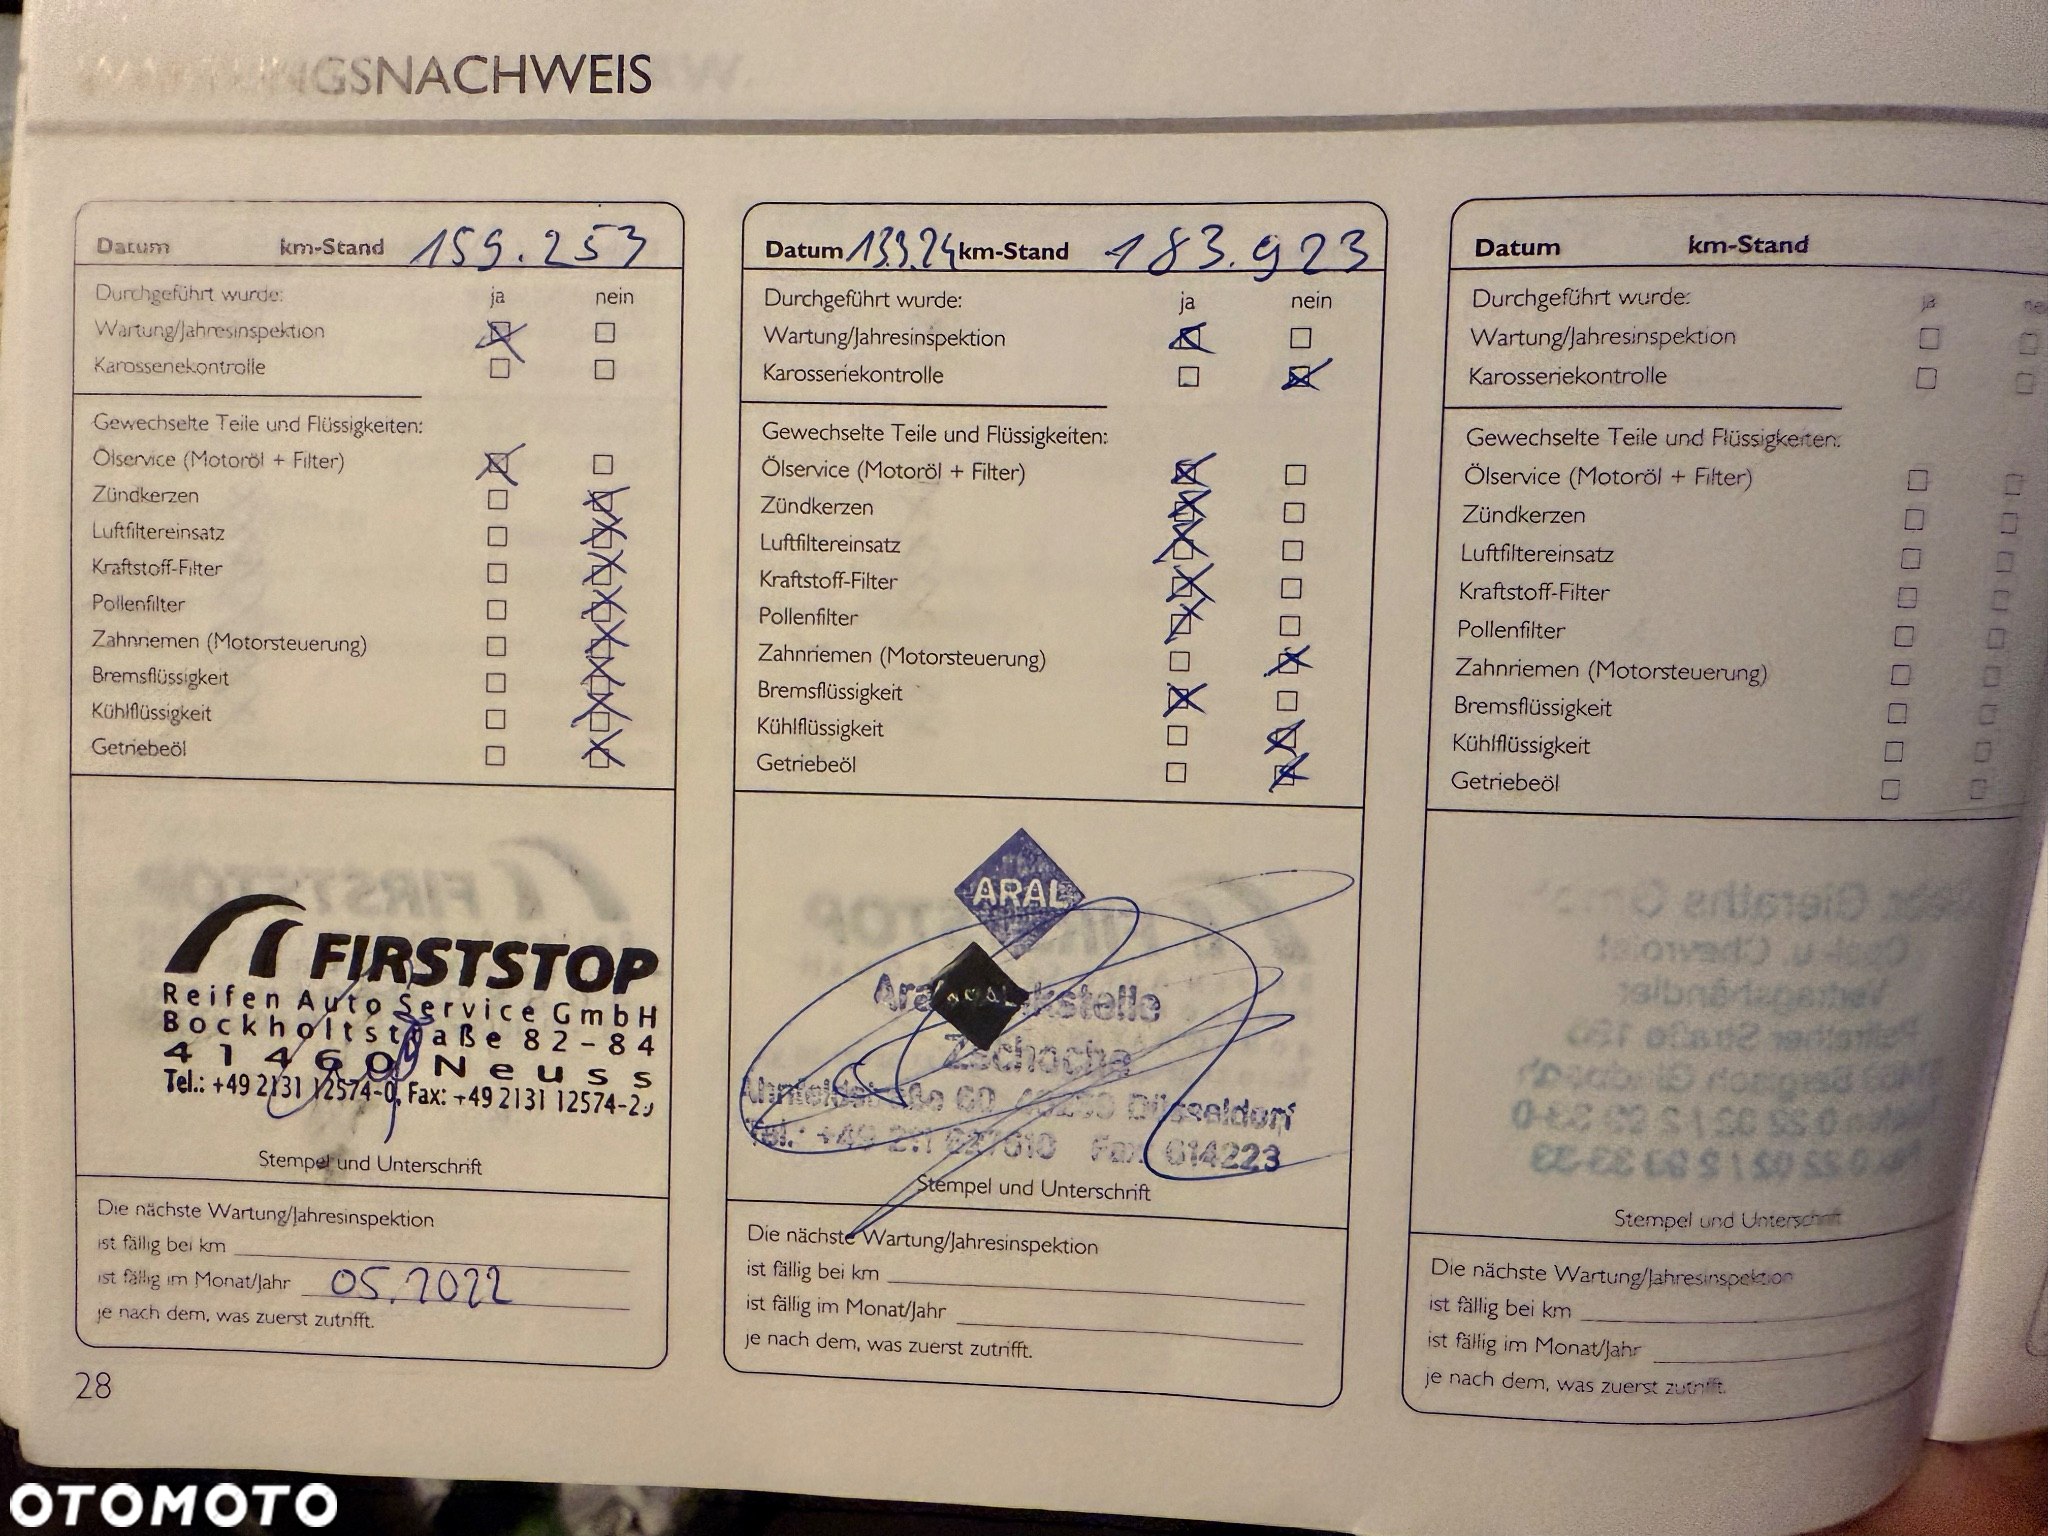 WARTUNGSNACHWEIS
Datum km-Stand 159.253
Durchgeführt wurde: ja nein
Wartung/Jahresinspektion
Karosseriekontrolle
Gewechselte Teile und Flüssigkeiten:
Ölservice (Motoröl + Filter)
Zündkerzen
Luftfiltereinsatz
Kraftstoff-Filter
Pollenfilter
Zahnriemen (Motorsteuerung)
Bremsflüssigkeit
Kühlflüssigkeit
Getriebeöl
FIRSTSTOP
Reifen Auto Service GmbH
Bockholtstraße 82-84
41460 Neuss
Tel.: +49 2131 12574-0, Fax: +49 2131 12574-2
Stempel und Unterschrift
Die nächste Wartung/Jahresinspektion
ist fällig bei km
ist fällig im Monat/Jahr 05.2022
je nach dem, was zuerst zutrifft.
28
Datum 13.3.24 km-Stand 183.923
Durchgeführt wurde: ja nein
Wartung/Jahresinspektion
Karosseriekontrolle
Gewechselte Teile und Flüssigkeiten:
Ölservice (Motoröl + Filter)
Zündkerzen
Luftfiltereinsatz
Kraftstoff-Filter
Pollenfilter
Zahnriemen (Motorsteuerung)
Bremsflüssigkeit
Kühlflüssigkeit
Getriebeöl
ARAL
Zschoche
Düsseldorf
Tel.: +49 211 Fax 614223
Stempel und Unterschrift
Die nächste Wartung/Jahresinspektion
ist fällig bei km
ist fällig im Monat/Jahr
je nach dem, was zuerst zutrifft.
Datum km-Stand
Durchgeführt wurde: ja
Wartung/Jahresinspektion
Karosseriekontrolle
Gewechselte Teile und Flüssigkeiten:
Ölservice (Motoröl + Filter)
Zündkerzen
Luftfiltereinsatz
Kraftstoff-Filter
Pollenfilter
Zahnriemen (Motorsteuerung)
Bremsflüssigkeit
Kühlflüssigkeit
Getriebeöl
Stempel und Unterschrift
Die nächste Wartung/Jahresinspektion
ist fällig bei km
ist fällig im Monat/Jahr
je nach dem, was zuerst zutrifft.
OTOMOTO